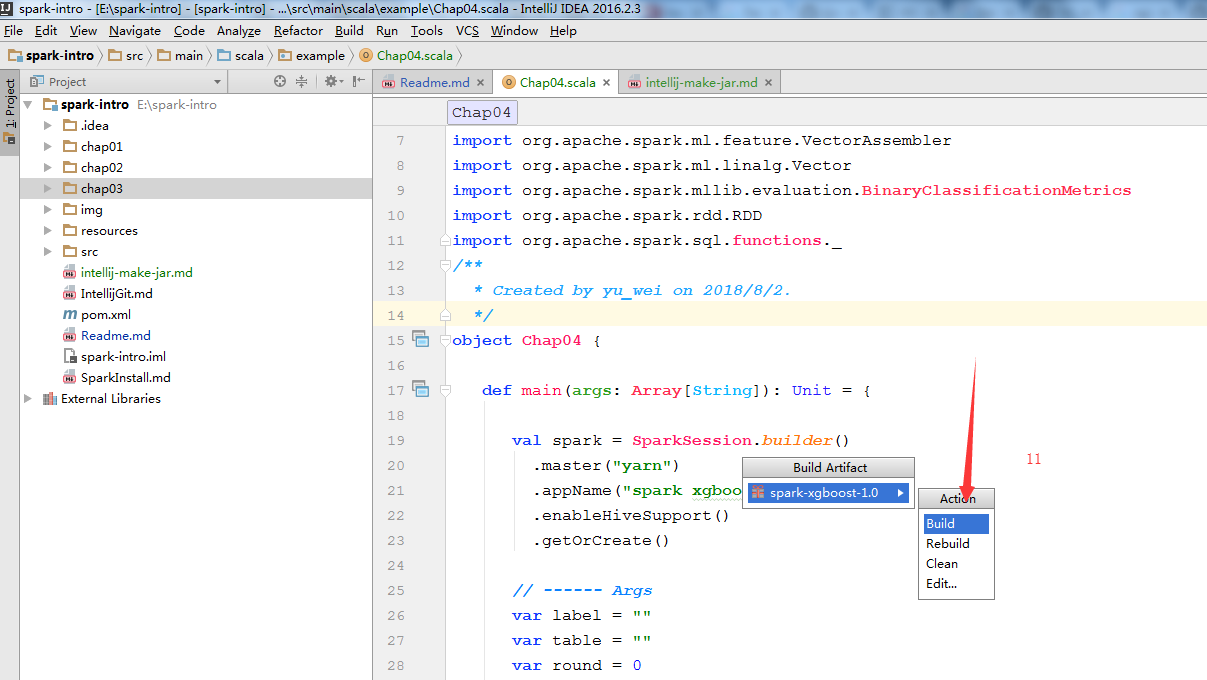 spark-intro - [E:\spark-intro] - [spark-intro] - ...\src\main\scala\example\Chap04.scala - IntelliJ IDEA 2016.2.3
File Edit View Navigate Code Analyze Refactor Build Run Tools VCS Window Help
spark-intro src main scala example Chap04.scala
1: Project
Project
Readme.md Chap04.scala intellij-make-jar.md
spark-intro E:\spark-intro
.idea
chap01
chap02
chap03
img
resources
src
intellij-make-jar.md
IntellijGit.md
pom.xml
Readme.md
spark-intro.iml
SparkInstall.md
External Libraries
Chap04
7 import org.apache.spark.ml.feature.VectorAssembler
8 import org.apache.spark.ml.linalg.Vector
9 import org.apache.spark.mllib.evaluation.BinaryClassificationMetrics
10 import org.apache.spark.rdd.RDD
11 import org.apache.spark.sql.functions._
12 /**
13 * Created by yu_wei on 2018/8/2.
14 */
15 object Chap04 {
16
17 def main(args: Array[String]): Unit = {
18
19 val spark = SparkSession.builder()
20 .master("yarn")
21 .appName("spark xgboo
22 .enableHiveSupport()
23 .getOrCreate()
24
25 // ------ Args
26 var label = ""
27 var table = ""
28 var round = 0
Build Artifact
spark-xgboost-1.0
Action
Build
Rebuild
Clean
Edit...
11